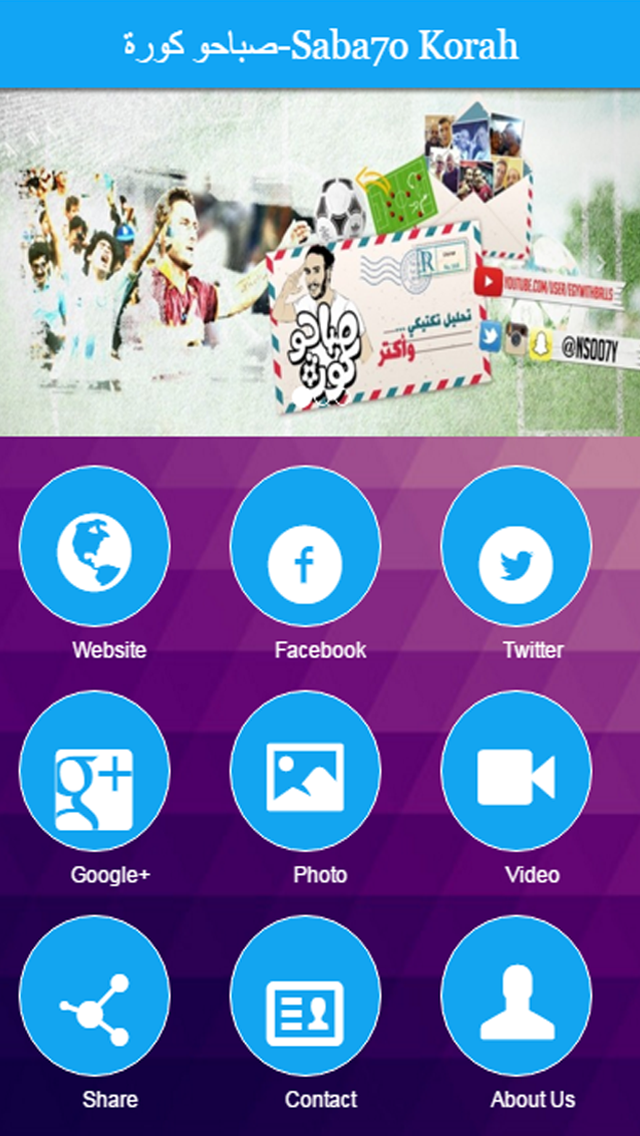 صباحو كورة-Saba7o Korah
صباحو كورة
تحليل تكتيكي ....
وأكتر
YOUTUBE.COM/USER/EGYWITHBALLS
@NSOO7Y
Website
Facebook
Twitter
Google+
Photo
Video
Share
Contact
About Us